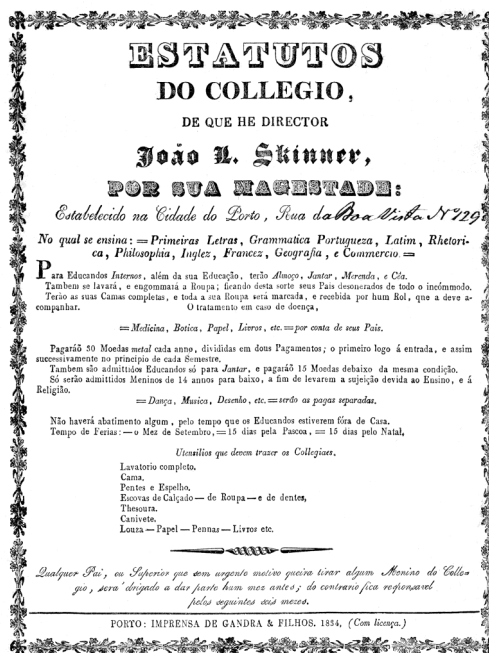 ESTATUTOS
DO COLLEGIO,
DE QUE HE DIRECTOR
João L. Skinner,
POR SUA MAGESTADE:
Estabelecido na Cidade do Porto, Rua da Boa Vista Nº 129
No qual se ensina: = Primeiras Letras, Grammatica Portugueza, Latim, Rhetori-
ca, Philosophia, Inglez, Francez, Geografia, e Commercio. =
Para Educandos Internos, além da sua Educação, terão Almoço, Jantar, Merenda, e Cêa.
Tambem se lavará, e engommará a Roupa; ficando desta sorte seus Pais desonerados de todo o incómmodo.
Terão as suas Camas completas, e toda a sua Roupa será marcada, e recebida por hum Rol, que a deve a-
companhar. O tratamento em caso de doença,
= Medicina, Botica, Papel, Livros, etc. = por conta de seus Pais.
Pagaráõ 30 Moedas metal cada anno, divididas em dous Pagamentos; o primeiro logo á entrada, e assim
successivamente no principio de cada Semestre.
Tambem são admittidos Educandos só para Jantar, e pagaráõ 15 Moedas debaixo da mesma condição.
Só serão admittidos Meninos de 14 annos para baixo, a fim de levarem a sujeição devida ao Ensino, e á
Religião.
= Dança, Musica, Desenho, etc. = serão as pagas separadas.
Não haverá abatimento algum, pelo tempo que os Educandos estiverem fóra de Casa.
Tempo de Ferias: — o Mez de Setembro, = 15 dias pela Pascoa, = 15 dias pelo Natal,
Utensilios que devem trazer os Collegiaes.
Lavatorio completo.
Cama.
Pentes e Espelho.
Escovas de Calçado — de Roupa — e de dentes,
Thesoura.
Canivete.
Louza — Papel — Pennas — Livros etc.
Qualquer Pai, ou Superior que sem urgente motivo queira tirar algum Menino do Colle-
gio, será obrigado a dar parte hum mez antes; do contrario fica responsavel
pelos seguintes seis mezes.
PORTO: IMPRENSA DE GANDRA & FILHOS. 1834, (Com licença.)